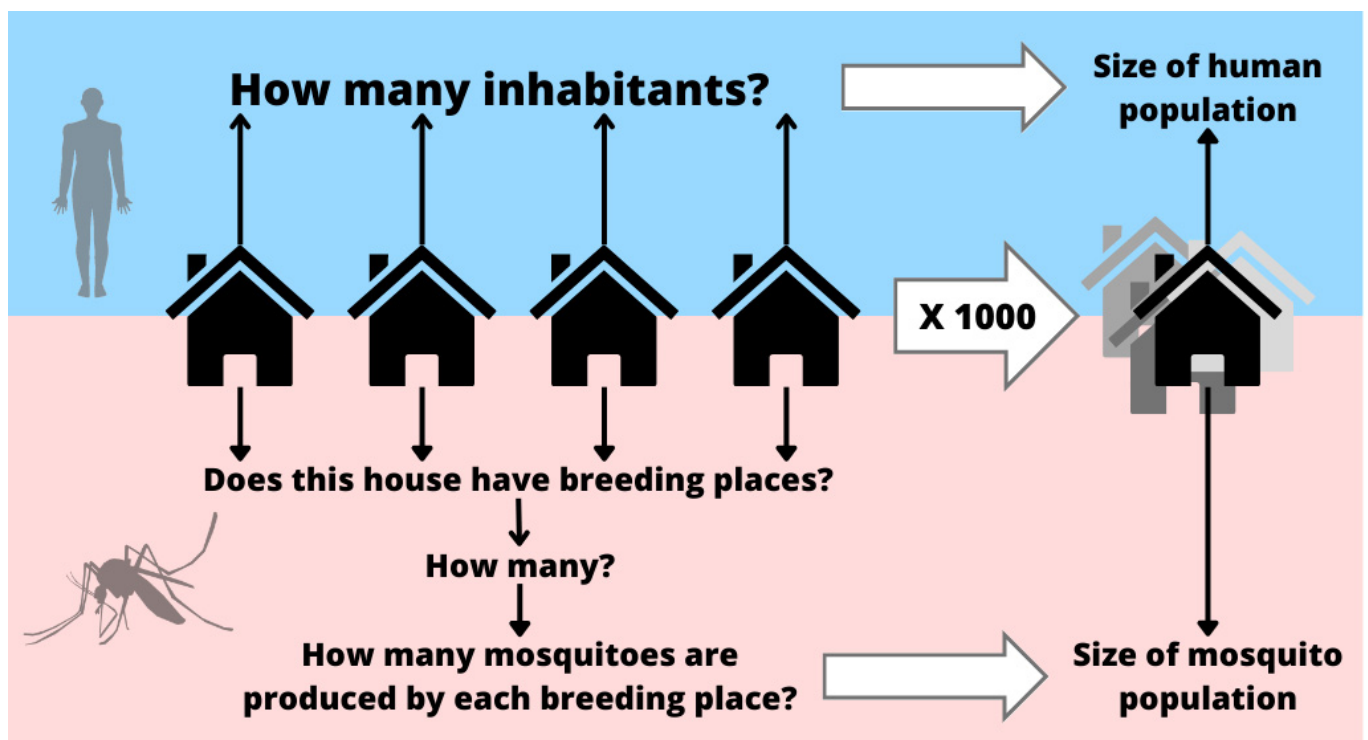 How many inhabitants?
Size of human
population
X 1000
Does this house have breeding places?
How many?
How many mosquitoes are
produced by each breeding place?
Size of mosquito
population